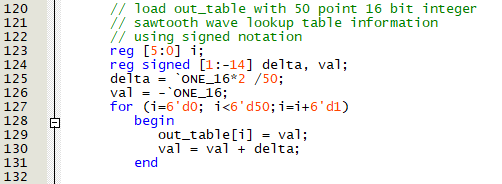 120 // load out_table with 50 point 16 bit integer
121 // sawtooth wave lookup table information
122 // using signed notation
123 reg [5:0] i;
124 reg signed [1:-14] delta, val;
125 delta = `ONE_16*2 /50;
126 val = -`ONE_16;
127 for (i=6'd0; i<6'd50;i=i+6'd1)
128 begin
129 out_table[i] = val;
130 val = val + delta;
131 end
132